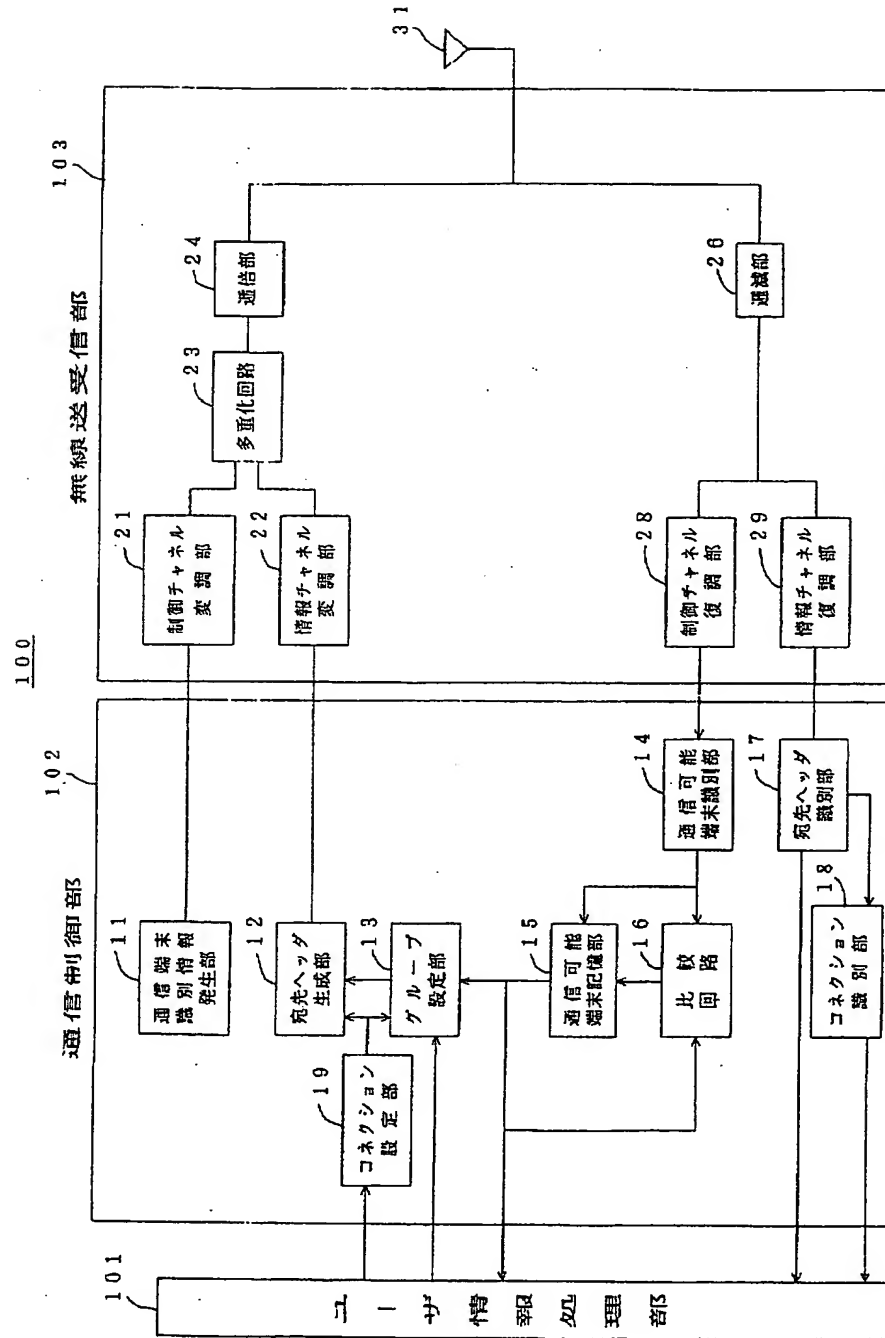 100
101
ユーザ情報処理部
通信制御部
102
無線送受信部
103
11
通信端末
識別情報
発生部
12
宛先ヘッダ
生成部
13
グループ
設定部
19
コネクション
設定部
15
通信可能
端末記憶部
16
比較
回路
14
通信可能
端末識別部
17
宛先ヘッダ
識別部
18
コネクション
識別部
21
制御チャネル
変調部
22
情報チャネル
変調部
23
多重化回路
24
逓倍部
26
逓減部
28
制御チャネル
復調部
29
情報チャネル
復調部
31